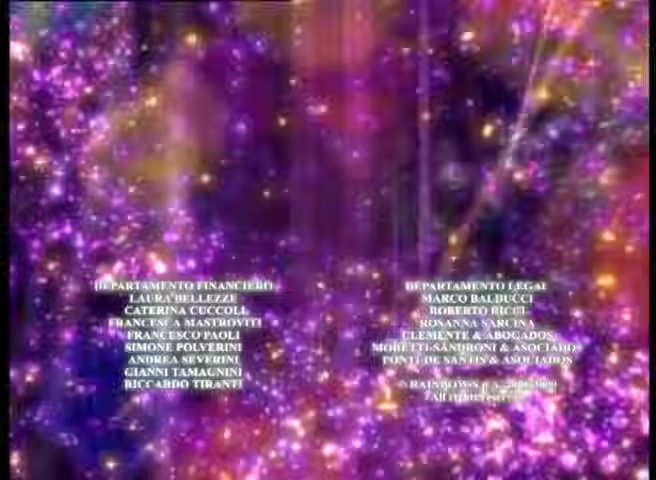 DEPARTAMENTO FINANCIERO
LAURA BELLEZZE
CATERINA CUCCOLI
FRANCESCA MASTROVITI
FRANCESCO PAOLI
SIMONE POLVERINI
ANDREA SEVERINI
GIANNI TAMAGNINI
RICCARDO TIRANTI
DEPARTAMENTO LEGAL
MARCO BALDUCCI
ROBERTO RICCI
ROSANNA SARCINA
CLEMENTE & ABOGADOS
MORETTI-SANDRONI & ASOCIADOS
PONTI DE SANTIS & ASOCIADOS
© RAINBOW S.p.A.
All rights